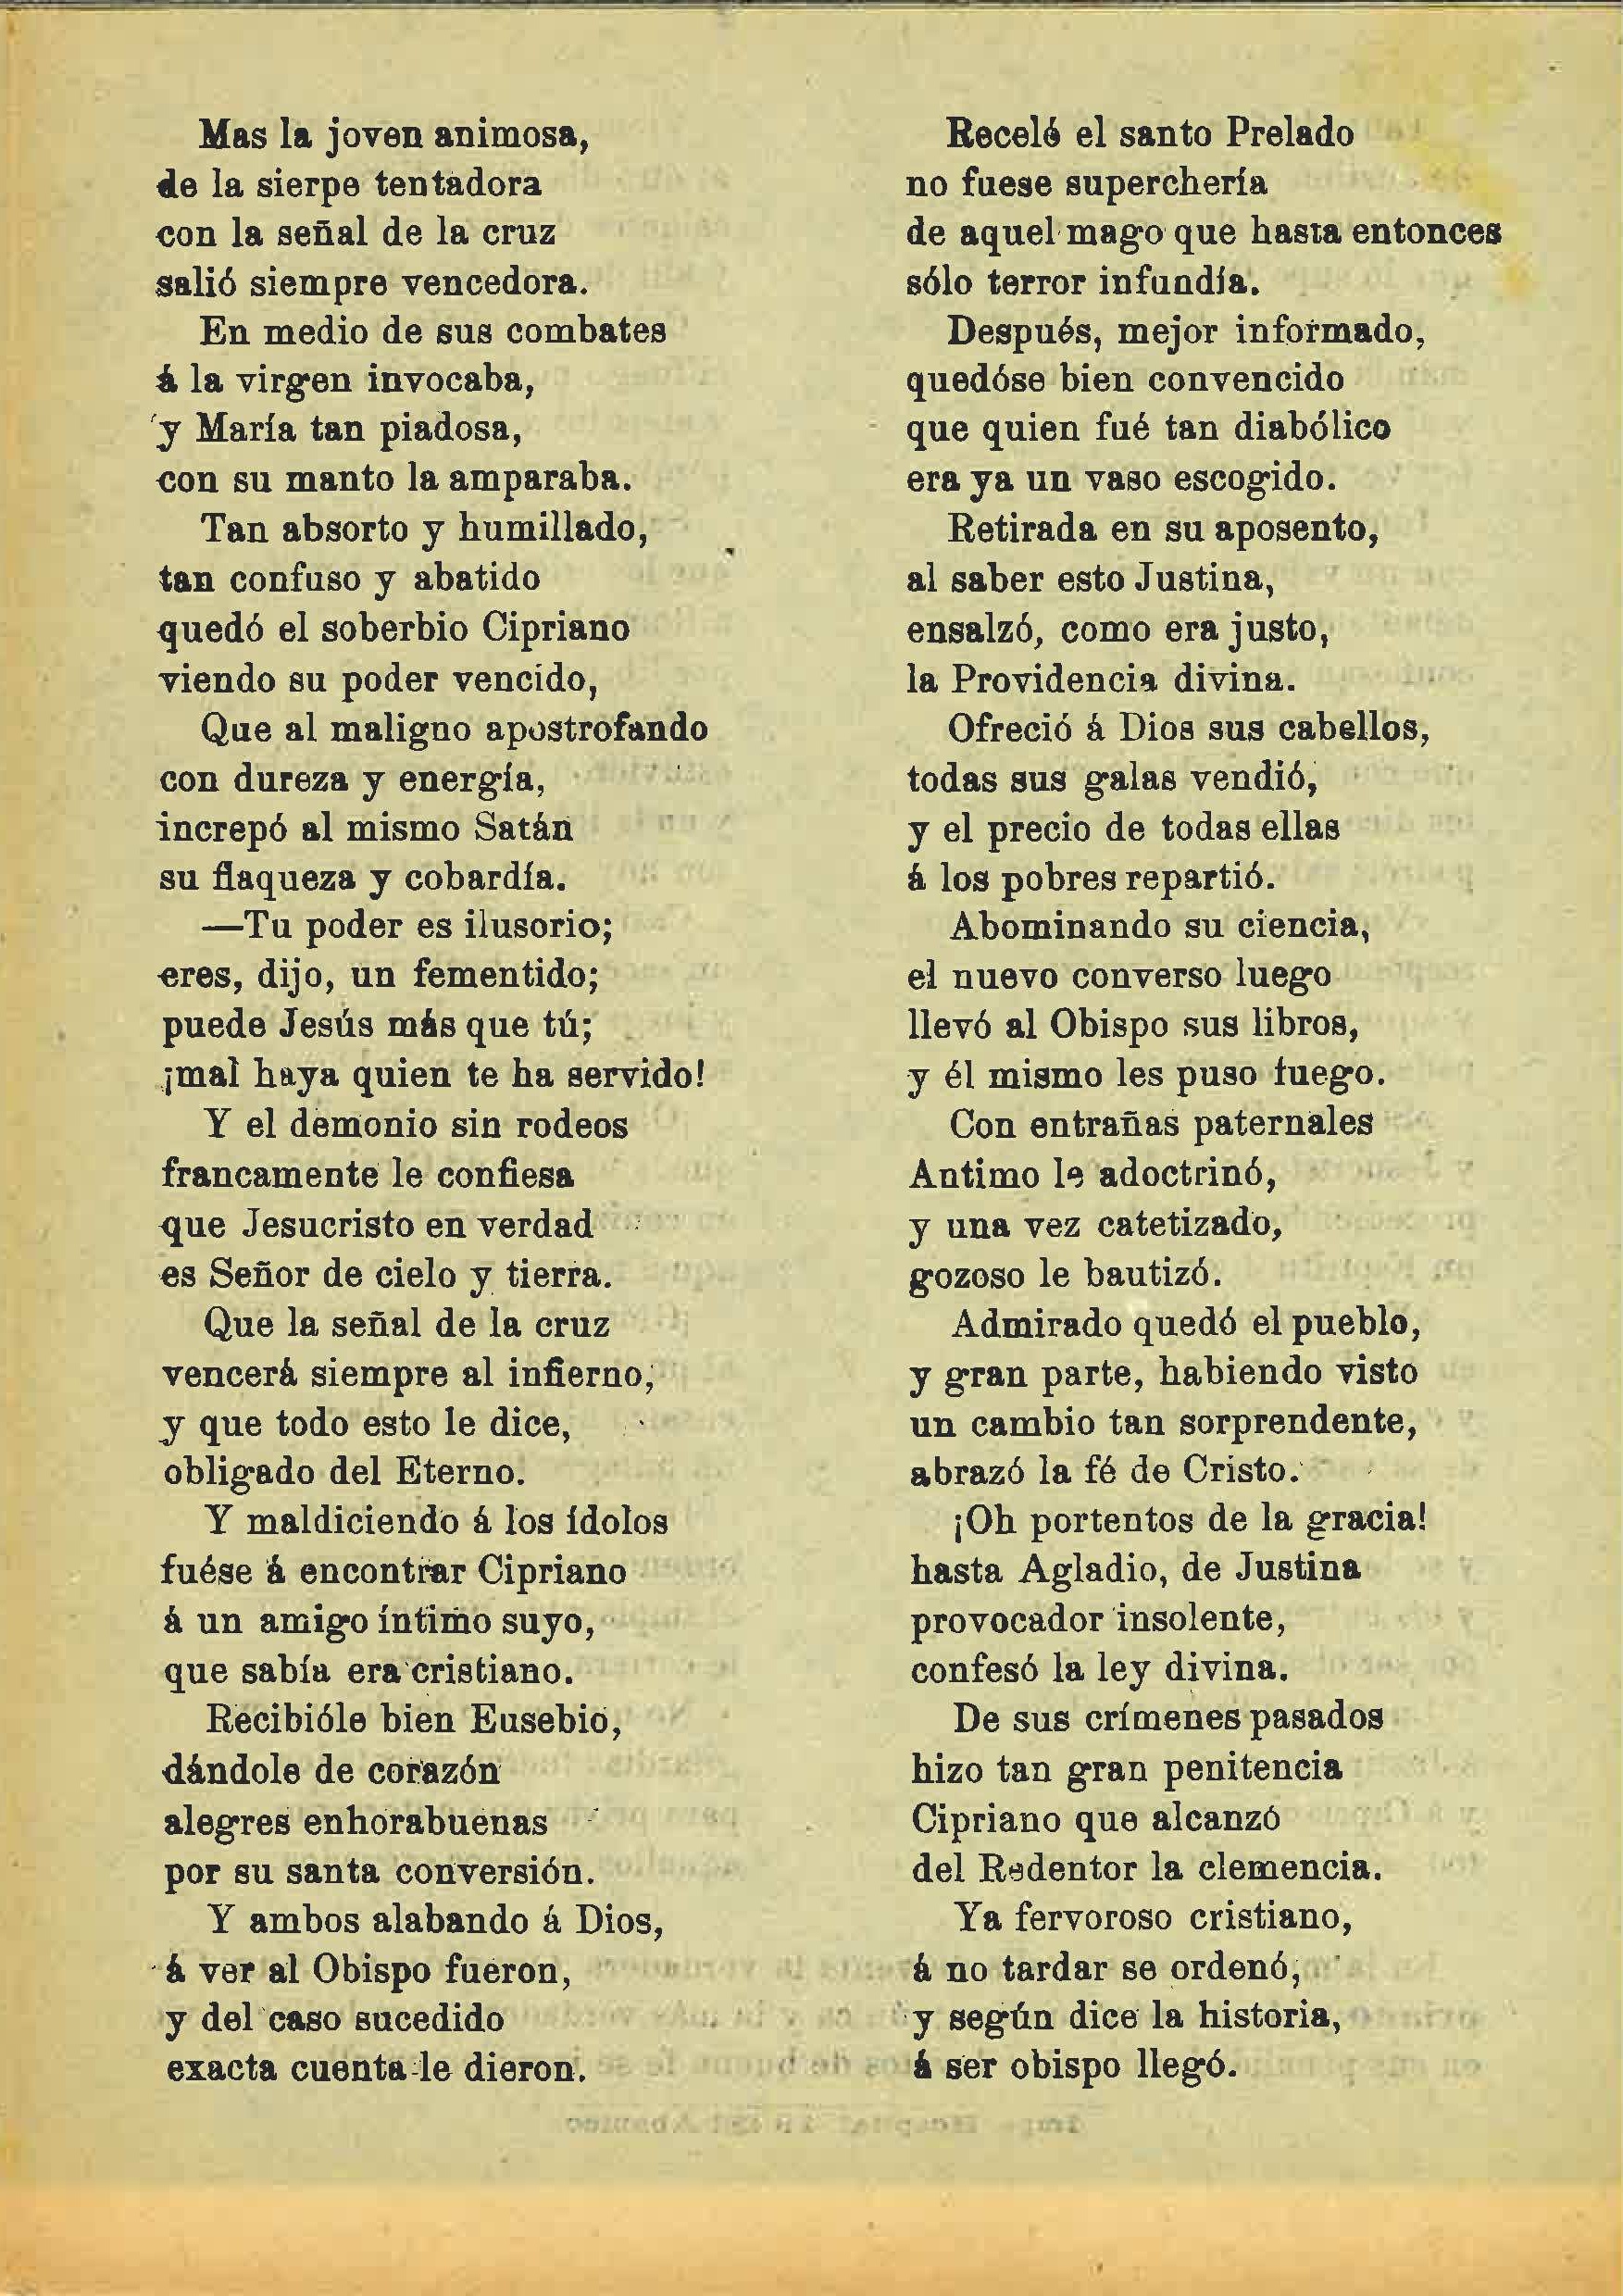 Mas la joven animosa,
de la sierpe tentadora
con la señal de la cruz
salió siempre vencedora.
En medio de sus combates
á la virgen invocaba,
y María tan piadosa,
con su manto la amparaba.
Tan absorto y humillado,
tan confuso y abatido
quedó el soberbio Cipriano
viendo su poder vencido,
Que al maligno apostrofando
con dureza y energía,
increpó al mismo Satán
su flaqueza y cobardía.
—Tu poder es ilusorio;
eres, dijo, un fementido;
puede Jesús más que tú;
¡mal haya quien te ha servido!
Y el demonio sin rodeos
francamente le confiesa
que Jesucristo en verdad
es Señor de cielo y tierra.
Que la señal de la cruz
vencerá siempre al infierno,
y que todo esto le dice,
obligado del Eterno.
Y maldiciendo á los ídolos
fuése á encontrar Cipriano
á un amigo íntimo suyo,
que sabía era cristiano.
Recibióle bien Eusebio,
dándole de corazón
alegres enhorabuenas
por su santa conversión.
Y ambos alabando á Dios,
á ver al Obispo fueron,
y del caso sucedido
exacta cuenta le dieron.
Receló el santo Prelado
no fuese superchería
de aquel mago que hasta entonces
sólo terror infundía.
Después, mejor informado,
quedóse bien convencido
que quien fué tan diabólico
era ya un vaso escogido.
Retirada en su aposento,
al saber esto Justina,
ensalzó, como era justo,
la Providencia divina.
Ofreció á Dios sus cabellos,
todas sus galas vendió,
y el precio de todas ellas
á los pobres repartió.
Abominando su ciencia,
el nuevo converso luego
llevó al Obispo sus libros,
y él mismo les puso fuego.
Con entrañas paternales
Antimo le adoctrinó,
y una vez catetizado,
gozoso le bautizó.
Admirado quedó el pueblo,
y gran parte, habiendo visto
un cambio tan sorprendente,
abrazó la fé de Cristo.
¡Oh portentos de la gracia!
hasta Agladio, de Justina
provocador insolente,
confesó la ley divina.
De sus crímenes pasados
hizo tan gran penitencia
Cipriano que alcanzó
del Redentor la clemencia.
Ya fervoroso cristiano,
á no tardar se ordenó,
y según dice la historia,
á ser obispo llegó.